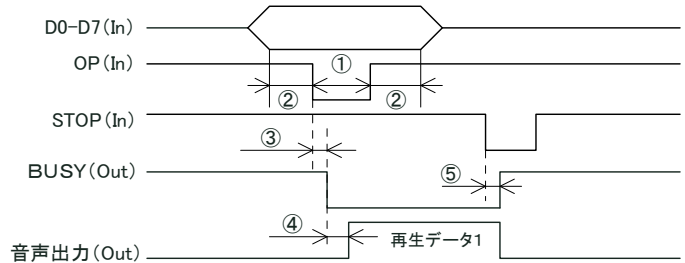 D0-D7(In)
OP(In)
①
②
②
STOP(In)
③
BUSY(Out)
⑤
④
再生データ1
音声出力(Out)